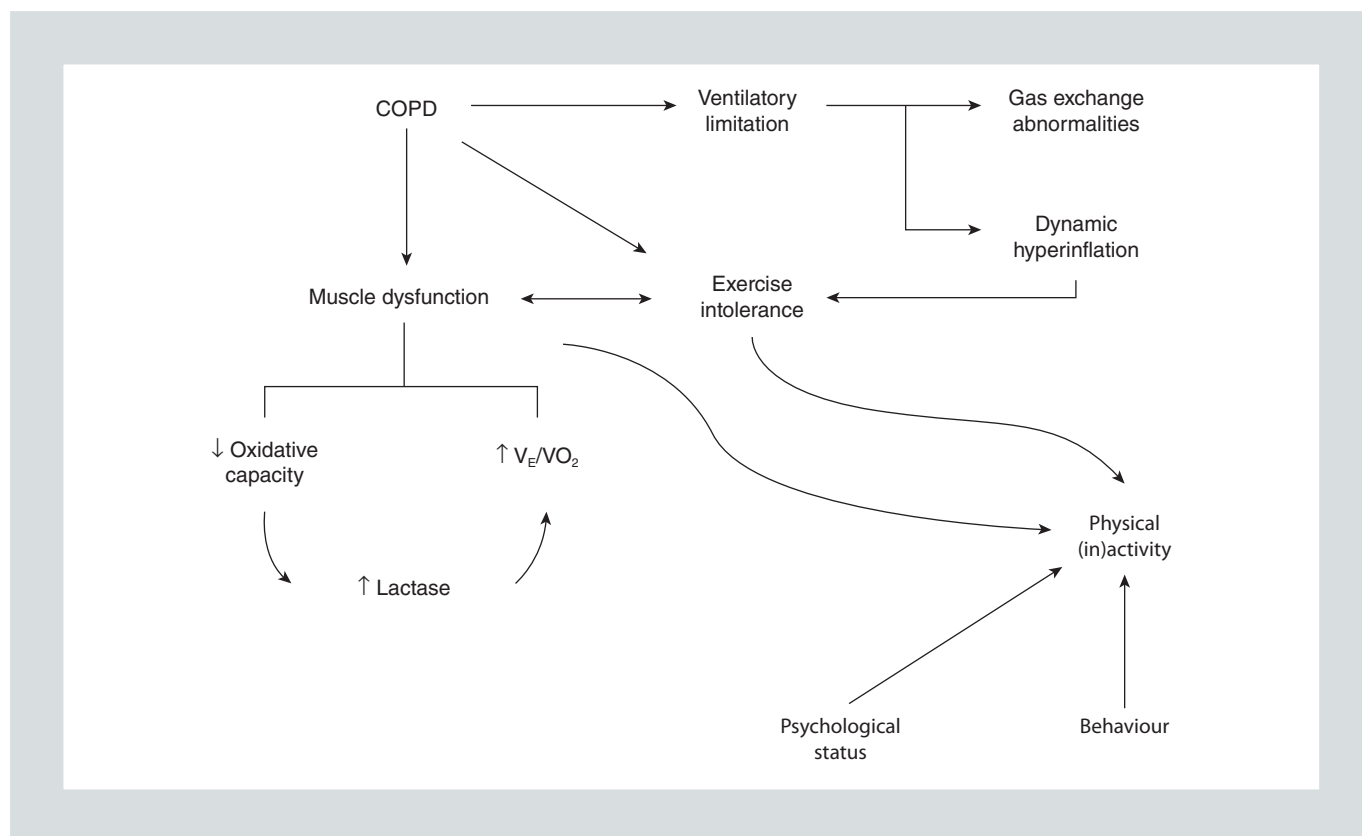 COPD
Ventilatory
limitation
Gas exchange
abnormalities
Dynamic
hyperinflation
Muscle dysfunction
Exercise
intolerance
↓ Oxidative
capacity
↑ VE/VO2
↑ Lactase
Physical
(in)activity
Psychological
status
Behaviour